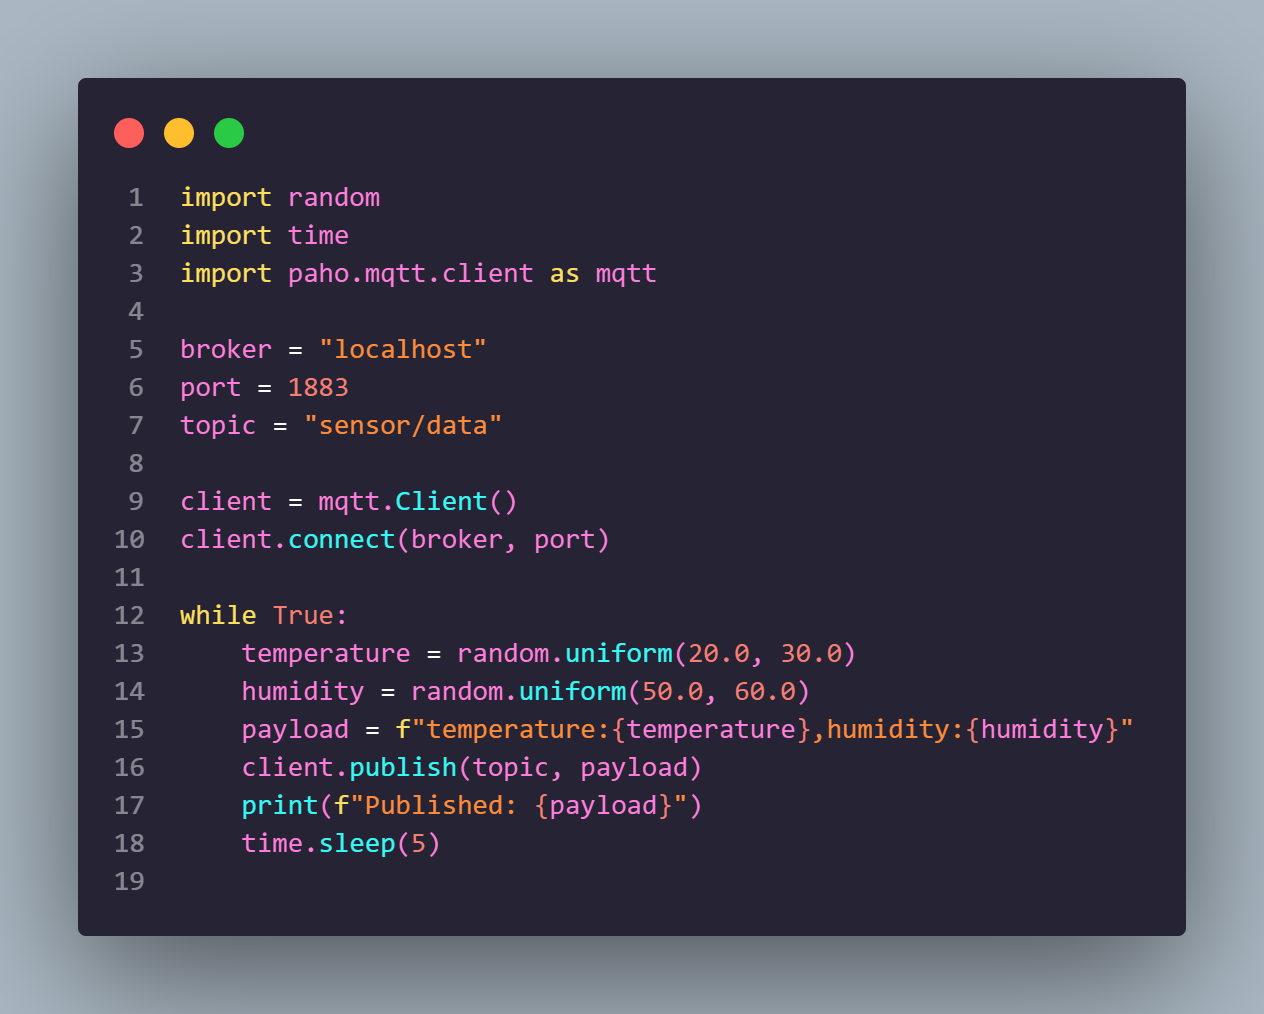 1 import random
2 import time
3 import paho.mqtt.client as mqtt
4
5 broker = "localhost"
6 port = 1883
7 topic = "sensor/data"
8
9 client = mqtt.Client()
10 client.connect(broker, port)
11
12 while True:
13     temperature = random.uniform(20.0, 30.0)
14     humidity = random.uniform(50.0, 60.0)
15     payload = f"temperature:{temperature},humidity:{humidity}"
16     client.publish(topic, payload)
17     print(f"Published: {payload}")
18     time.sleep(5)
19